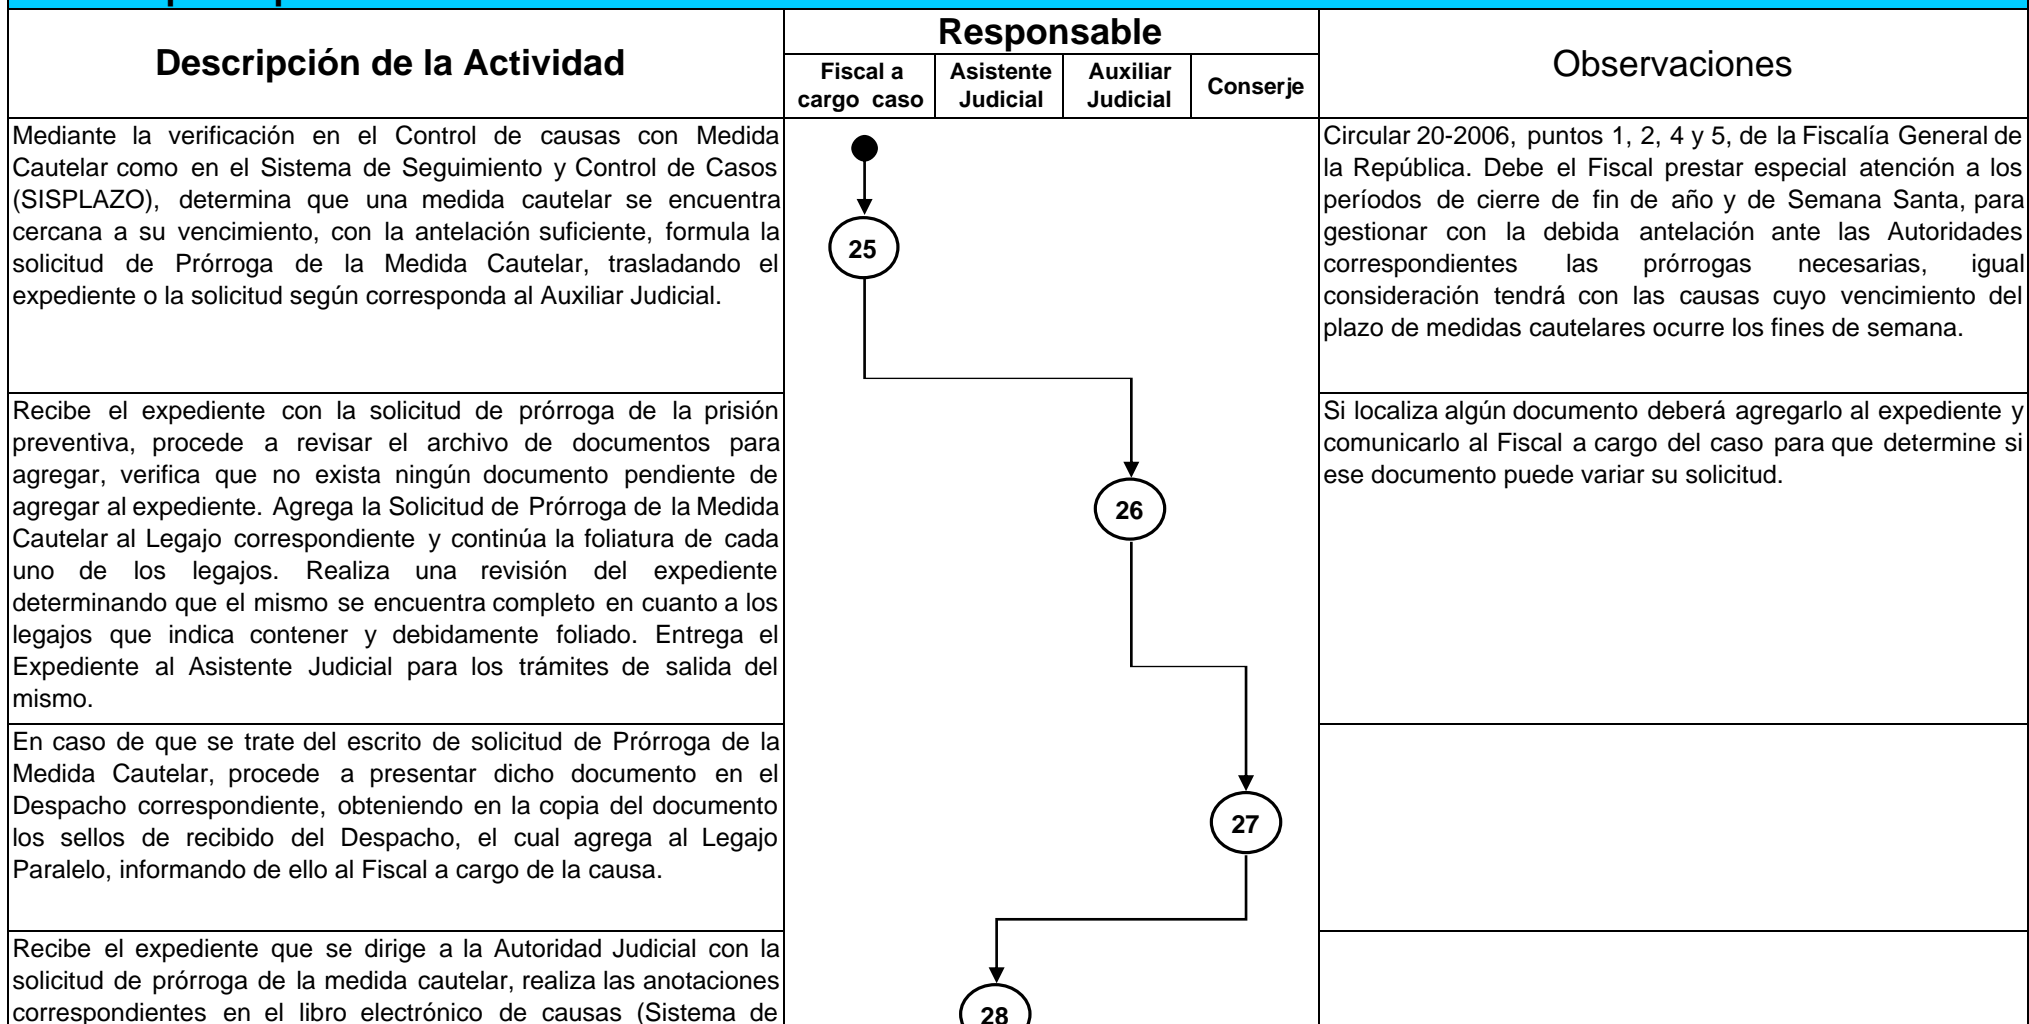 Descripción de la Actividad
Responsable
Fiscal a
cargo caso
Asistente
Judicial
Auxiliar
Judicial
Conserje
Observaciones
Mediante la verificación en el Control de causas con Medida
Cautelar como en el Sistema de Seguimiento y Control de Casos
(SISPLAZO), determina que una medida cautelar se encuentra
cercana a su vencimiento, con la antelación suficiente, formula la
solicitud de Prórroga de la Medida Cautelar, trasladando el
expediente o la solicitud según corresponda al Auxiliar Judicial.
25
Circular 20-2006, puntos 1, 2, 4 y 5, de la Fiscalía General de
la República. Debe el Fiscal prestar especial atención a los
períodos de cierre de fin de año y de Semana Santa, para
gestionar con la debida antelación ante las Autoridades
correspondientes las prórrogas necesarias, igual
consideración tendrá con las causas cuyo vencimiento del
plazo de medidas cautelares ocurre los fines de semana.
Recibe el expediente con la solicitud de prórroga de la prisión
preventiva, procede a revisar el archivo de documentos para
agregar, verifica que no exista ningún documento pendiente de
agregar al expediente. Agrega la Solicitud de Prórroga de la Medida
Cautelar al Legajo correspondiente y continúa la foliatura de cada
uno de los legajos. Realiza una revisión del expediente
determinando que el mismo se encuentra completo en cuanto a los
legajos que indica contener y debidamente foliado. Entrega el
Expediente al Asistente Judicial para los trámites de salida del
mismo.
26
Si localiza algún documento deberá agregarlo al expediente y
comunicarlo al Fiscal a cargo del caso para que determine si
ese documento puede variar su solicitud.
En caso de que se trate del escrito de solicitud de Prórroga de la
Medida Cautelar, procede a presentar dicho documento en el
Despacho correspondiente, obteniendo en la copia del documento
los sellos de recibido del Despacho, el cual agrega al Legajo
Paralelo, informando de ello al Fiscal a cargo de la causa.
27
Recibe el expediente que se dirige a la Autoridad Judicial con la
solicitud de prórroga de la medida cautelar, realiza las anotaciones
correspondientes en el libro electrónico de causas (Sistema de
28